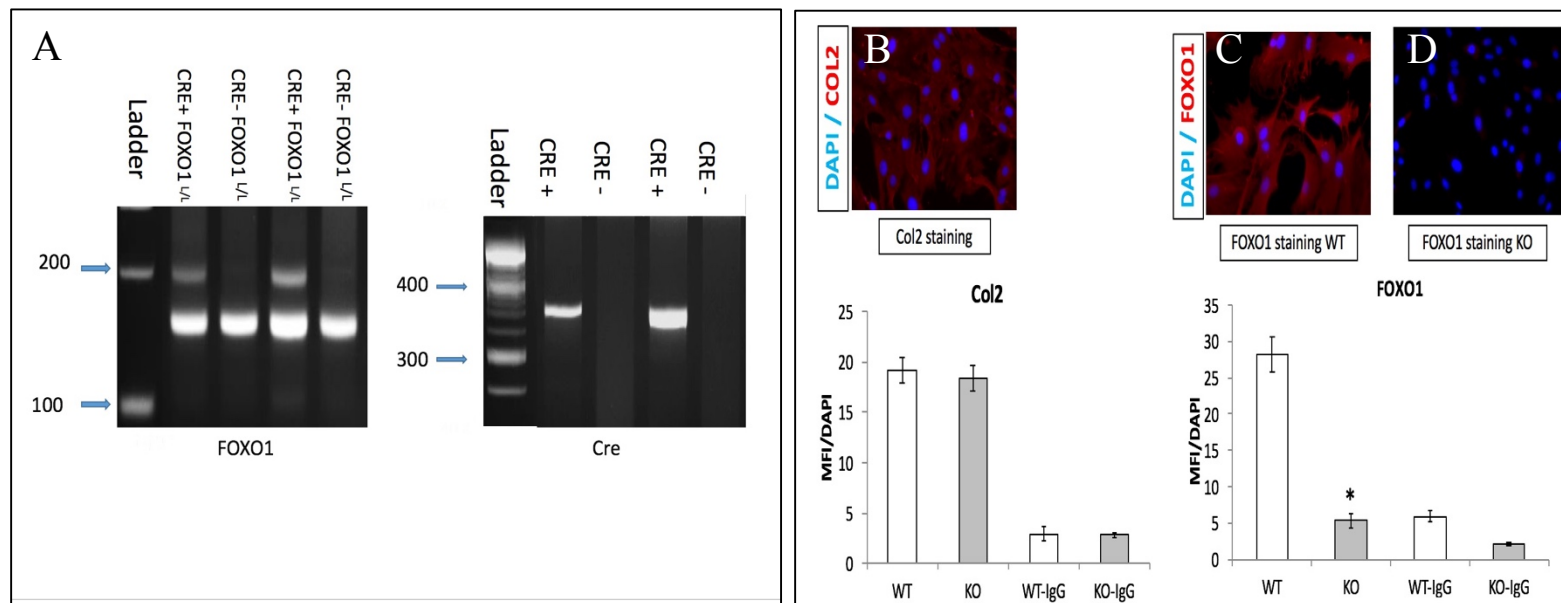 A
Ladder
CRE+ FOXO1 L/L
CRE- FOXO1 L/L
CRE+ FOXO1 L/L
CRE- FOXO1 L/L
200
100
FOXO1
Ladder
CRE +
CRE -
CRE +
CRE -
400
300
Cre
B
DAPI / COL2
Col2 staining
C
D
DAPI / FOXO1
FOXO1 staining WT
FOXO1 staining KO
Col2
MFI/DAPI
25
20
15
10
5
0
WT
KO
WT-IgG
KO-IgG
FOXO1
MFI/DAPI
35
30
25
20
15
10
5
0
*
WT
KO
WT-IgG
KO-IgG